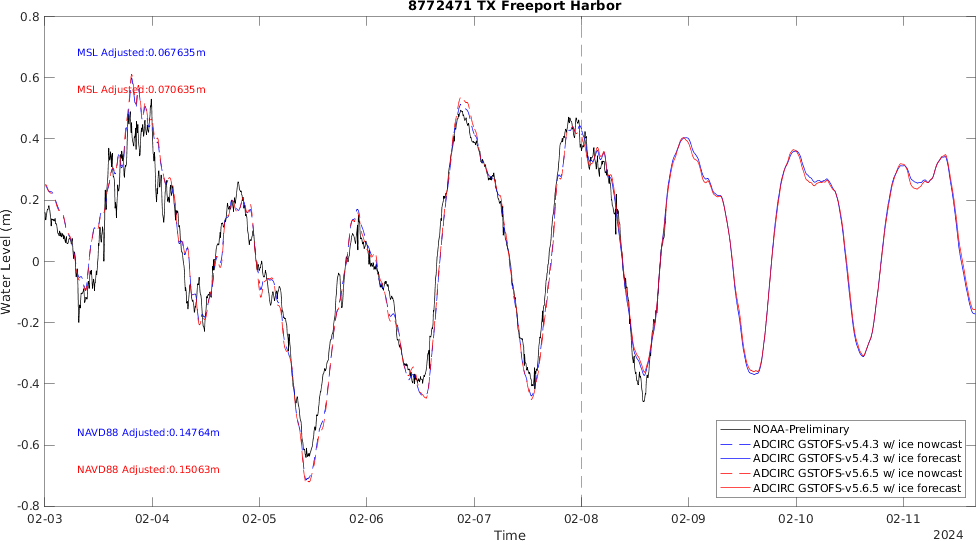 8772471 TX Freeport Harbor
0.8
0.6
0.4
0.2
0
-0.2
-0.4
-0.6
-0.8
Water Level (m)
MSL Adjusted:0.067635m
MSL Adjusted:0.070635m
NAVD88 Adjusted:0.14764m
NAVD88 Adjusted:0.15063m
NOAA-Preliminary
ADCIRC GSTOFS-v5.4.3 w/ ice nowcast
ADCIRC GSTOFS-v5.4.3 w/ ice forecast
ADCIRC GSTOFS-v5.6.5 w/ ice nowcast
ADCIRC GSTOFS-v5.6.5 w/ ice forecast
02-03 02-04 02-05 02-06 02-07 02-08 02-09 02-10 02-11
Time
2024